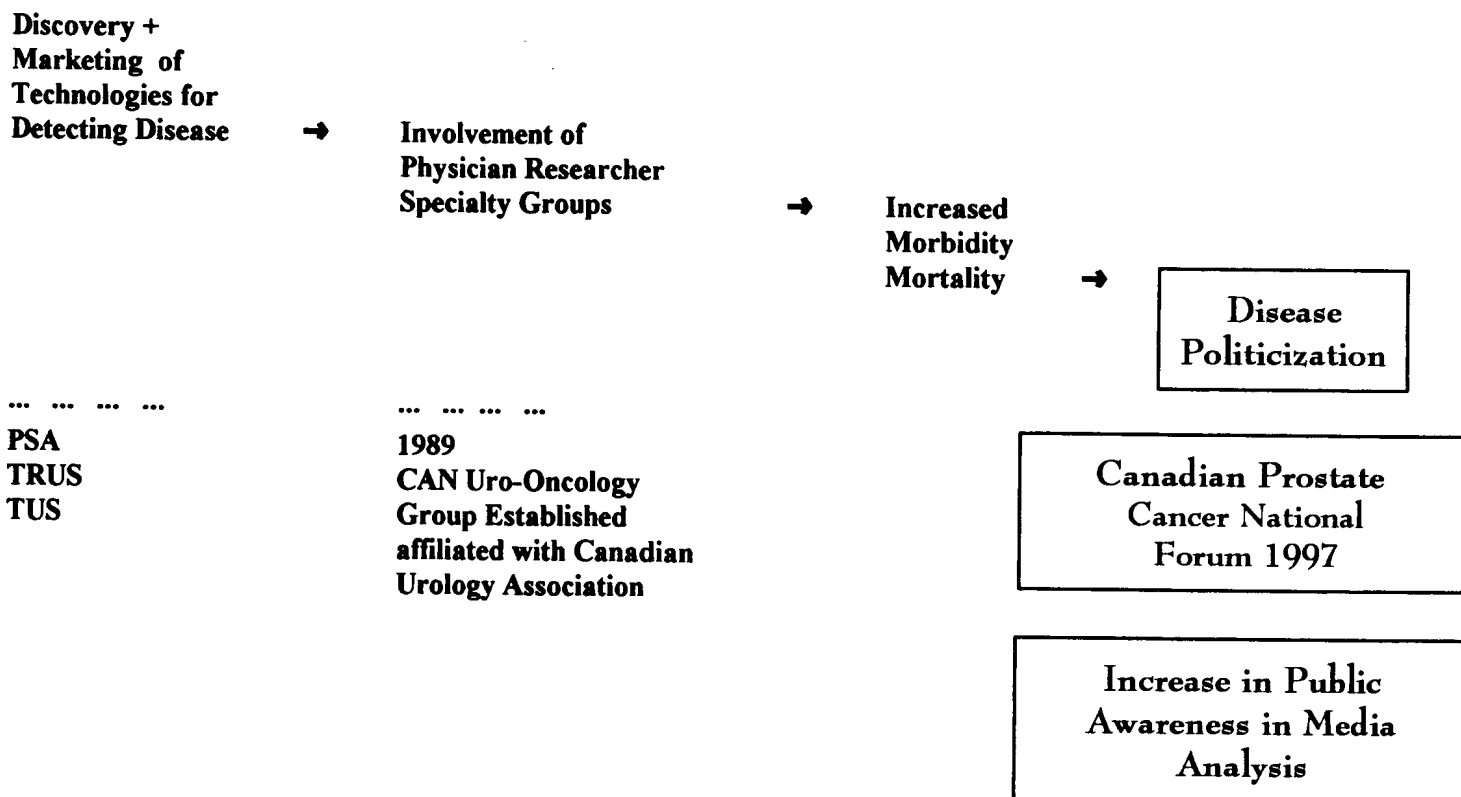 Discovery +
Marketing of
Technologies for
Detecting Disease →
Involvement of
Physician Researcher
Specialty Groups →
Increased
Morbidity
Mortality →
Disease
Politicization
... ... ... ...
PSA
TRUS
TUS
... ... ... ...
1989
CAN Uro-Oncology
Group Established
affiliated with Canadian
Urology Association
Canadian Prostate
Cancer National
Forum 1997
Increase in Public
Awareness in Media
Analysis